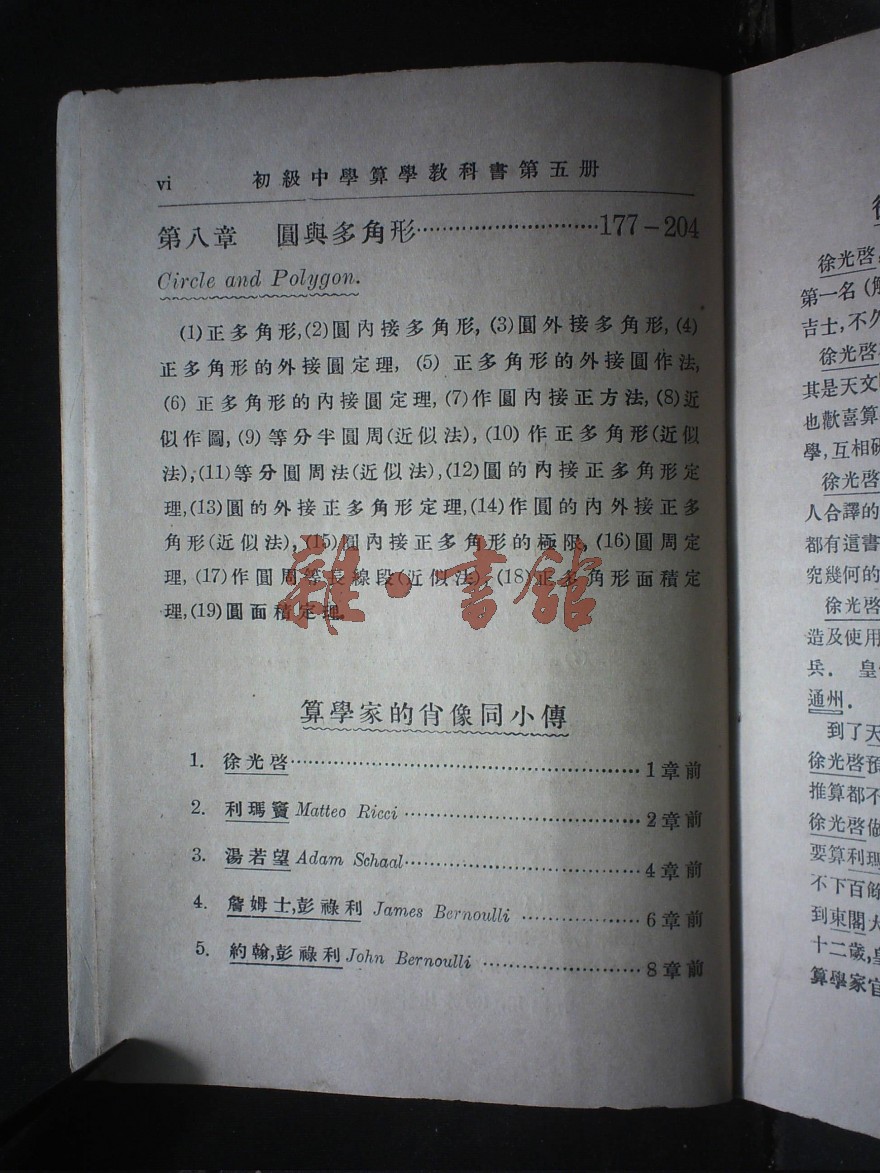 vi 初級中學算學教科書第五册
第八章 圓與多角形…………………………177–204
Circle and Polygon.
(1)正多角形,(2)圓內接多角形,(3)圓外接多角形,(4)
正多角形的外接圓定理,(5)正多角形的外接圓作法,
(6)正多角形的內接圓定理,(7)作圓內接正方法,(8)近
似作圖,(9)等分半圓周(近似法),(10)作正多角形(近似
法),(11)等分圓周法(近似法),(12)圓的內接正多角形定
理,(13)圓的外接正多角形定理,(14)作圓的內外接正多
角形(近似法),(15)圓內接正多角形的極限,(16)圓周定
理,(17)作圓周等長線段(近似法),(18)正多角形面積定
理,(19)圓面積定理.
雜·書館
算學家的肖像同小傳
1. 徐光啓……………………………………1章前
2. 利瑪竇 Matteo Ricci…………………………2章前
3. 湯若望 Adam Schaal…………………………4章前
4. 詹姆士,彭祿利 James Bernoulli……………6章前
5. 約翰,彭祿利 John Bernoulli…………………8章前
徐光啓
第一名
吉士,不久
徐光啓
其是天文
也歡喜算
學,互相
徐光啓
人合譯的
都有這書
究幾何的
徐光啓
造及使用
兵. 皇
通州.
到了天
徐光啓預
推算都不
徐光啓做
要算利瑪
不下百餘
到東閣大
十二歲,皇
算學家